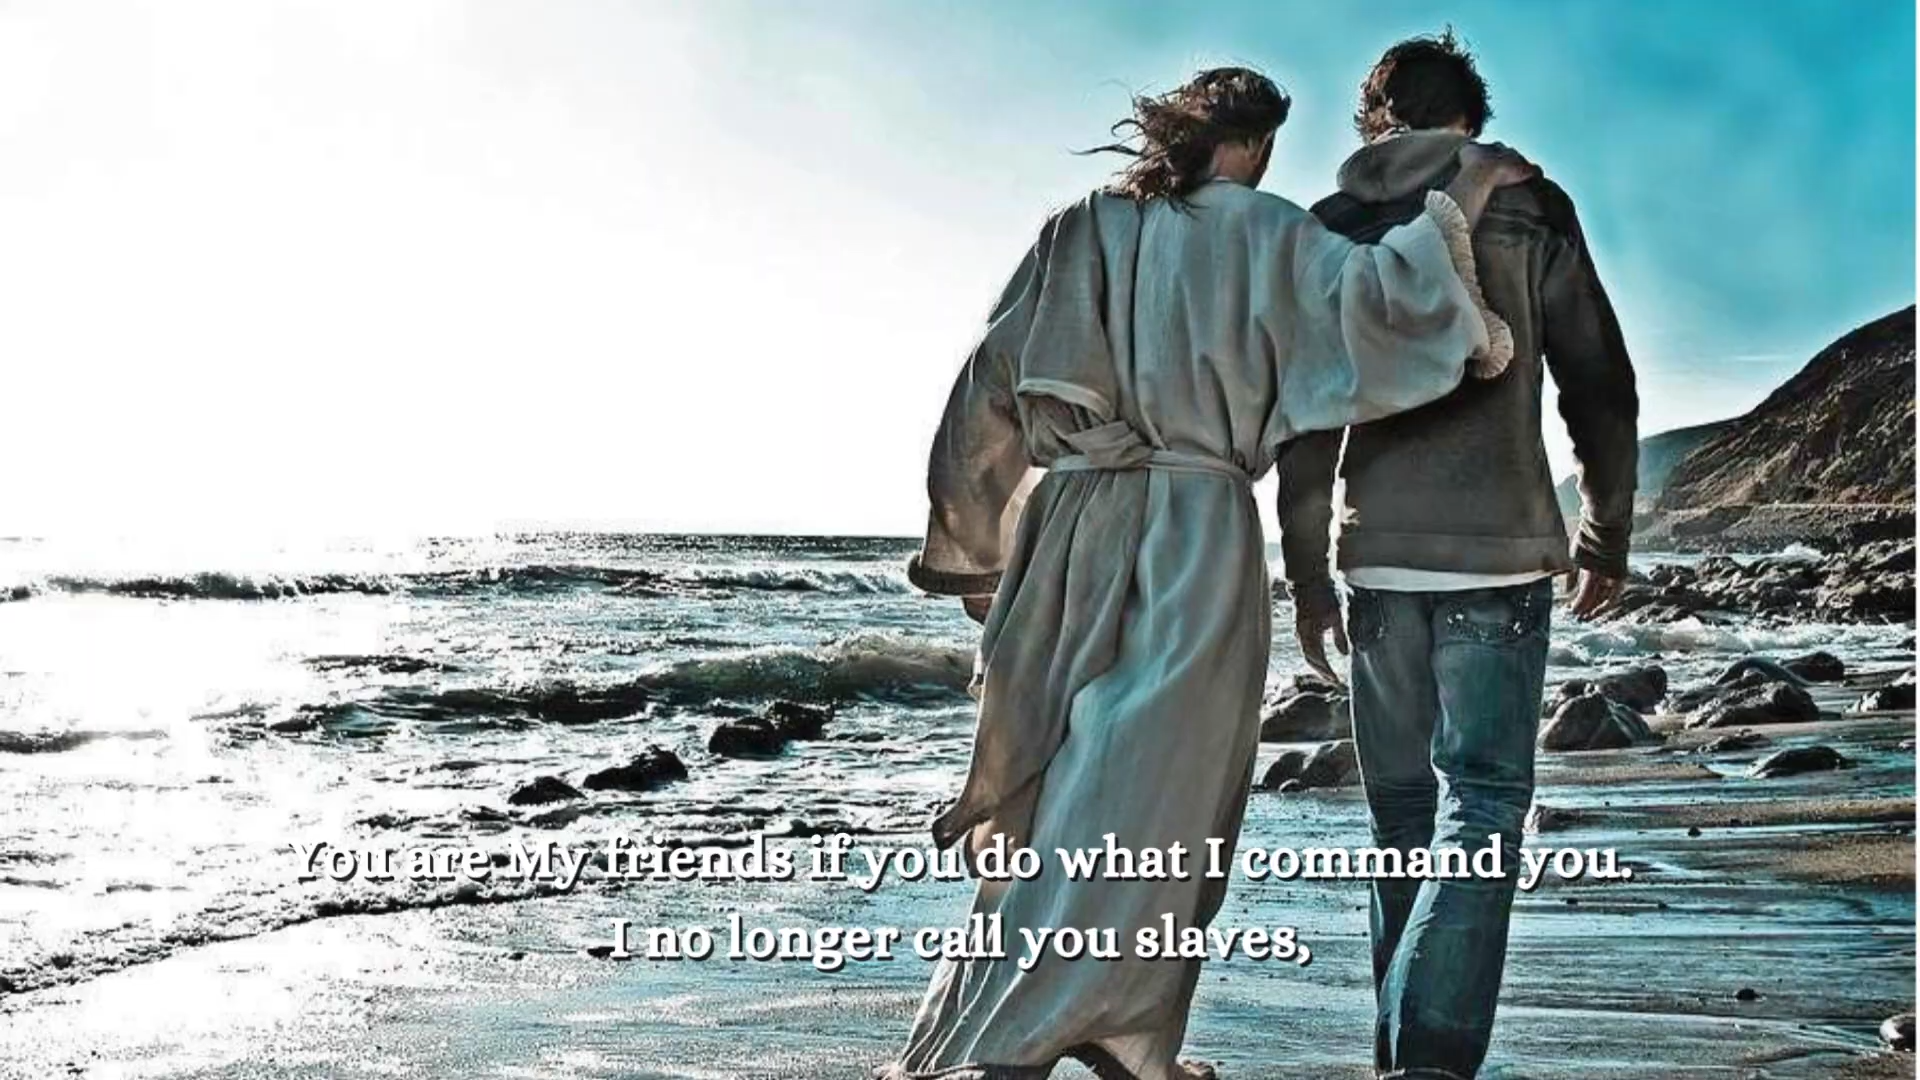 You are My friends if you do what I command you.
I no longer call you slaves,